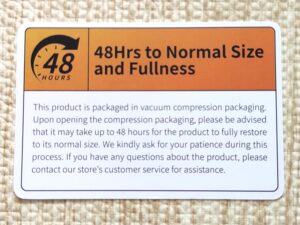 48
HOURS
48Hrs to Normal Size
and Fullness
This product is packaged in vacuum compression packaging.
Upon opening the compression packaging, please be advised
that it may take up to 48 hours for the product to fully restore
to its normal size. We kindly ask for your patience during this
process. If you have any questions about the product, please
contact our store's customer service for assistance.